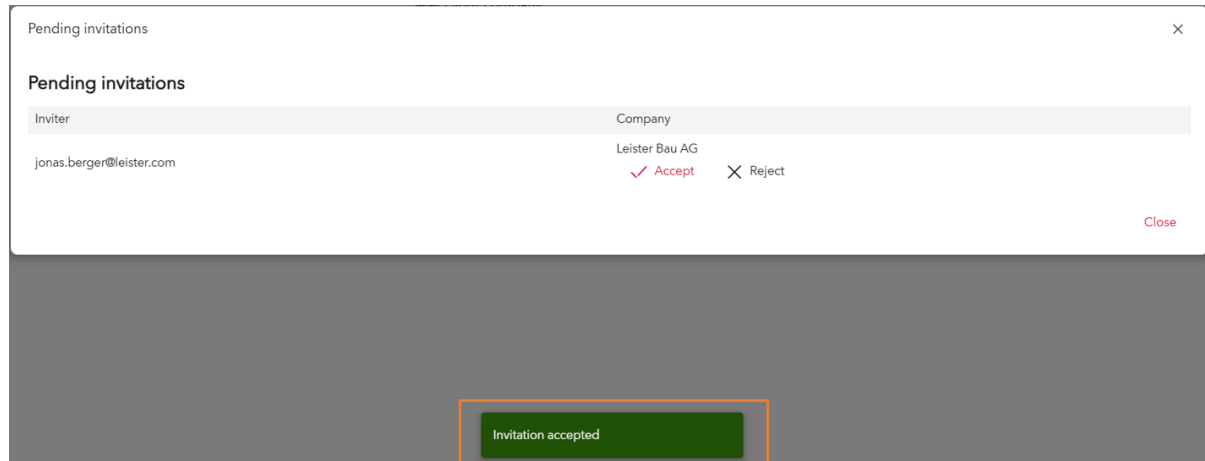 Pending invitations
Pending invitations
Inviter Company
jonas.berger@leister.com
Leister Bau AG
Accept Reject
Close
Invitation accepted